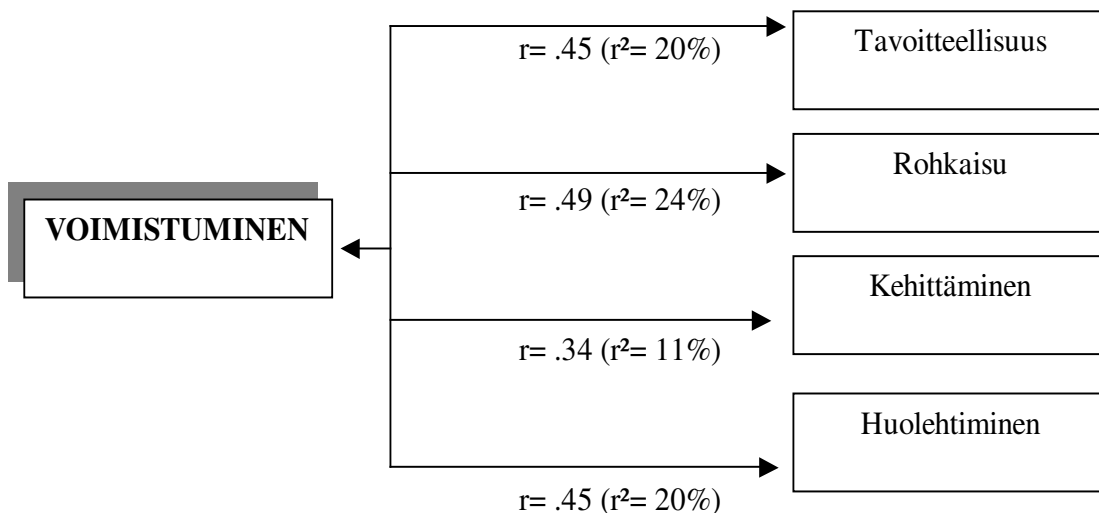 Tavoitteellisuus
r= .45 (r²= 20%)
Rohkaisu
r= .49 (r²= 24%)
VOIMISTUMINEN
Kehittäminen
r= .34 (r²= 11%)
Huolehtiminen
r= .45 (r²= 20%)